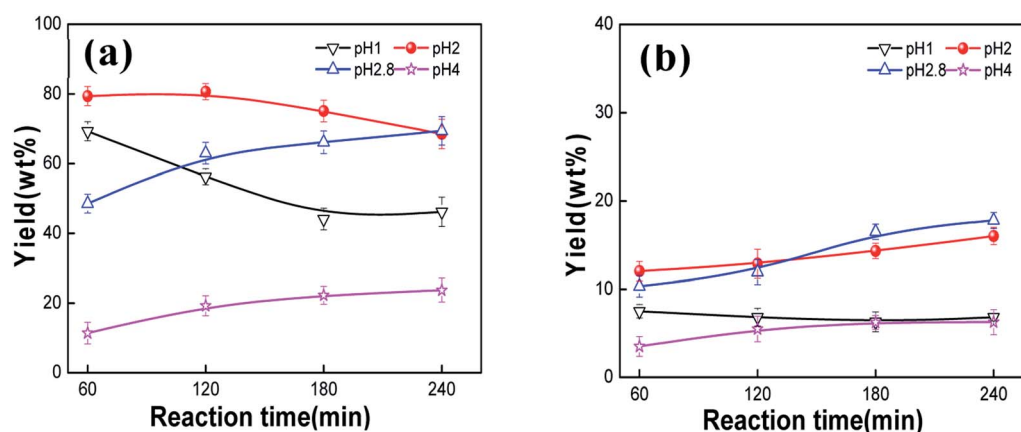 (a)
pH1 pH2
pH2.8 pH4
Yield(wt%)
100
80
60
40
20
0
60 120 180 240
Reaction time(min)
(b)
pH1 pH2
pH2.8 pH4
Yield(wt%)
40
30
20
10
0
60 120 180 240
Reaction time(min)